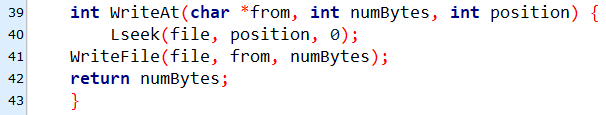 39 int WriteAt(char *from, int numBytes, int position) {
40 Lseek(file, position, 0);
41 WriteFile(file, from, numBytes);
42 return numBytes;
43 }